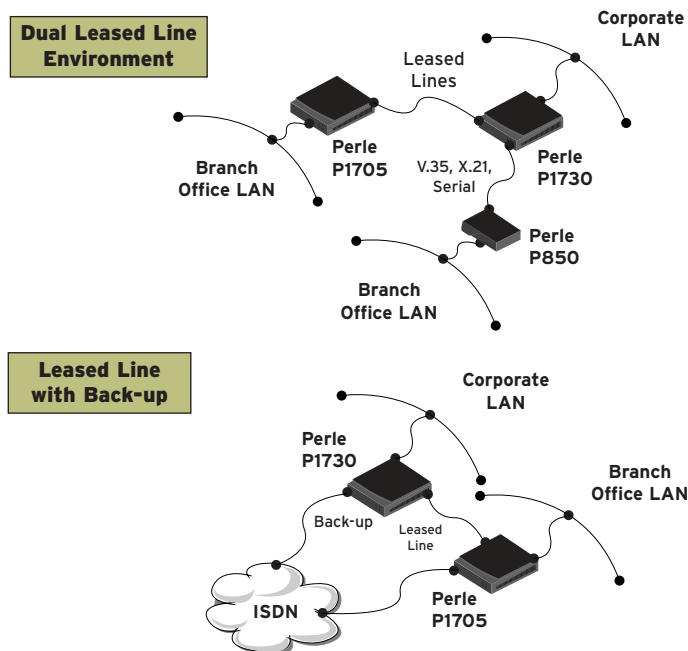 Dual Leased Line
Environment
Corporate
LAN
Leased
Lines
Perle
P1705
Perle
P1730
Branch
Office LAN
V.35, X.21,
Serial
Perle
P850
Branch
Office LAN
Leased Line
with Back-up
Corporate
LAN
Perle
P1730
Branch
Office LAN
Back-up
Leased
Line
Perle
P1705
ISDN